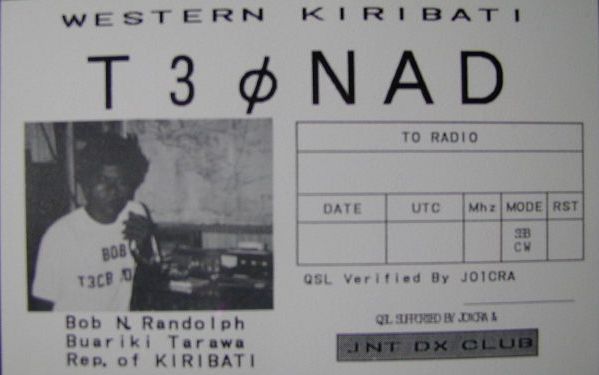 WESTERN KIRIBATI
T3øNAD
TO RADIO
DATE UTC Mhz MODE RST
SSB
CW
QSL Verified By JO1CRA
BOB
Bob N. Randolph
Buariki Tarawa
Rep. of KIRIBATI
QSL SUPPORTED BY JO1CRA &
JNT DX CLUB